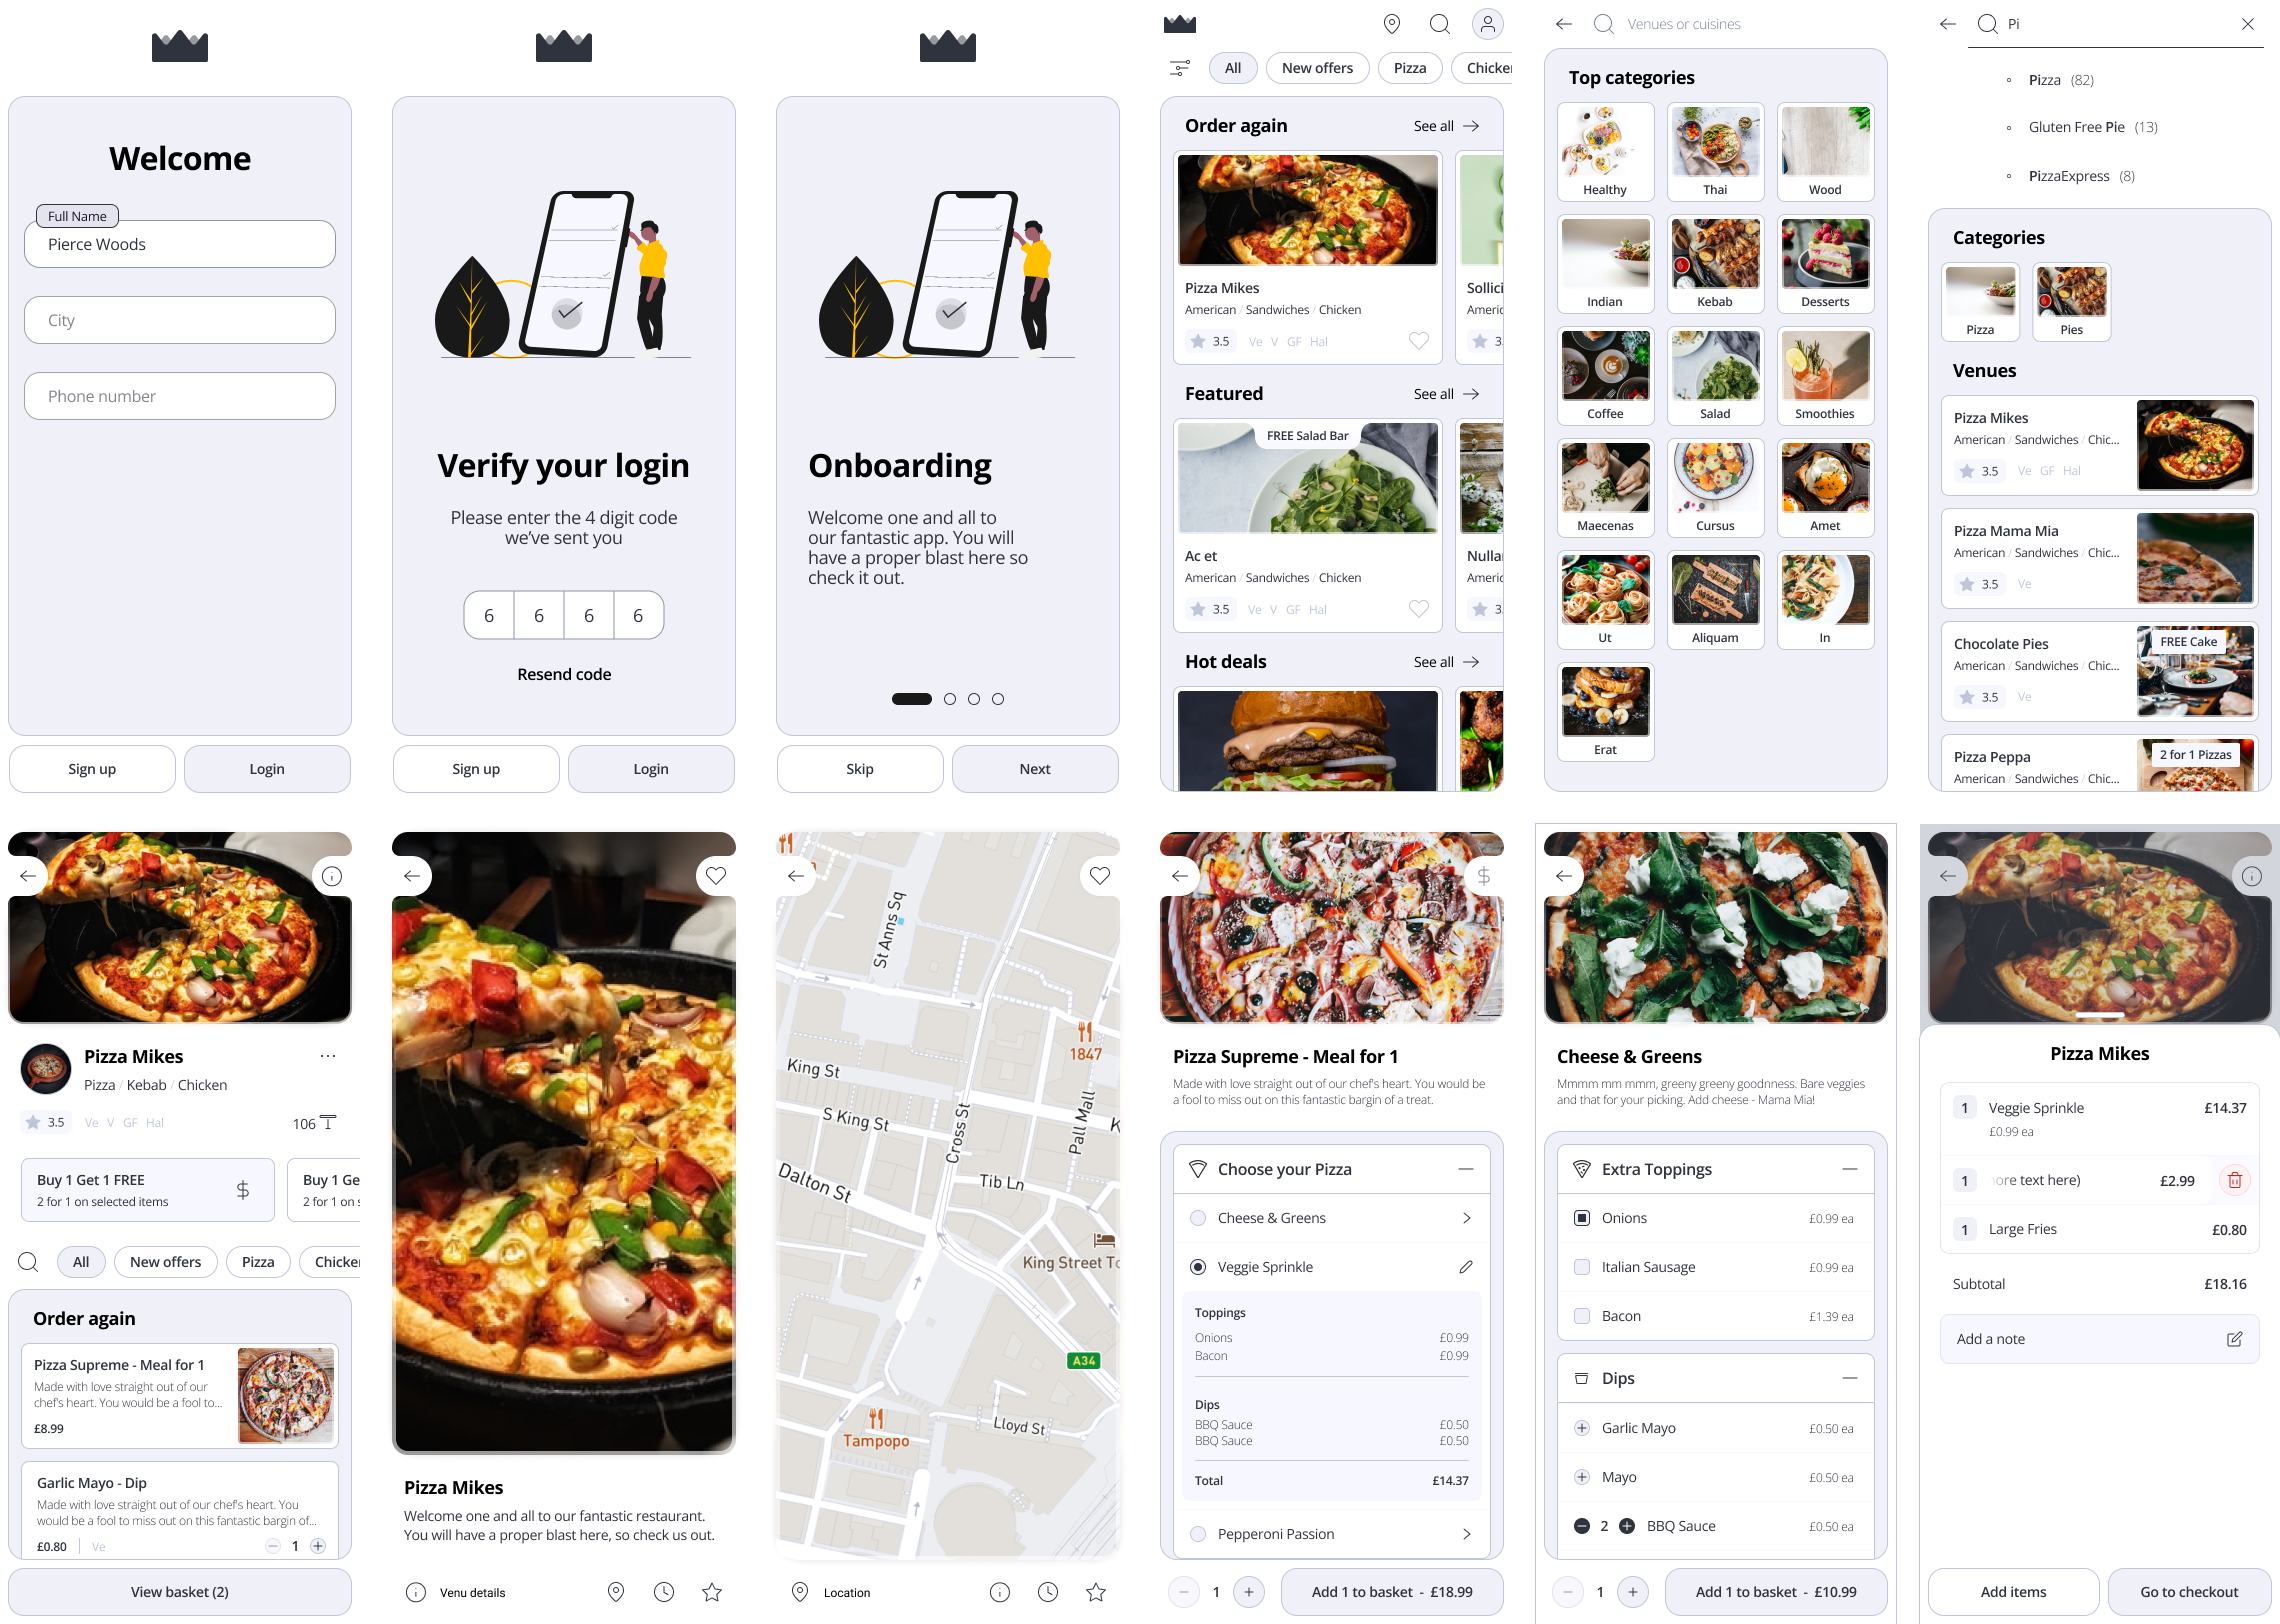 Welcome
Full Name
Pierce Woods
City
Phone number
Sign up
Login
Verify your login
Please enter the 4 digit code
we've sent you
6 6 6 6
Resend code
Sign up
Login
Onboarding
Welcome one and all to
our fantastic app. You will
have a proper blast here so
check it out.
Skip
Next
All
New offers
Pizza
Order again
See all
Pizza Mikes
American / Sandwiches / Chicken
3.5 Ve V GF Hal
Featured
See all
FREE Salad Bar
Ac et
American / Sandwiches / Chicken
3.5 Ve V GF Hal
Hot deals
See all
Venues or cuisines
Top categories
Healthy
Thai
Wood
Indian
Kebab
Desserts
Coffee
Salad
Smoothies
Maecenas
Cursus
Amet
Ut
Aliquam
In
Erat
Pi
Pizza (82)
Gluten Free Pie (13)
PizzaExpress (8)
Categories
Pizza
Pies
Venues
Pizza Mikes
American / Sandwiches / Chic...
3.5 Ve GF Hal
Pizza Mama Mia
American / Sandwiches / Chic...
3.5 Ve
Chocolate Pies
American / Sandwiches / Chic...
3.5 Ve
FREE Cake
Pizza Peppa
American / Sandwiches / Chic...
2 for 1 Pizzas
Pizza Mikes
...
Pizza / Kebab / Chicken
3.5 Ve V GF Hal
106
Buy 1 Get 1 FREE
2 for 1 on selected items
$
Buy 1 Ge
2 for 1 on s
All
New offers
Pizza
Order again
Pizza Supreme - Meal for 1
Made with love straight out of our
chef's heart. You would be a fool to...
£8.99
Garlic Mayo - Dip
Made with love straight out of our chef's heart. You
would be a fool to miss out on this fantastic bargin of...
£0.80 Ve
1
View basket (2)
Pizza Mikes
Welcome one and all to our fantastic restaurant.
You will have a proper blast here, so check us out.
Venu details
St Anns Sq
1847
King St
S King St
Cross St
Pall Mall
K
Dalton St
Tib Ln
King Street To
A34
Lloyd St
Tampopo
Location
$
Pizza Supreme - Meal for 1
Made with love straight out of our chef's heart. You would be
a fool to miss out on this fantastic bargin of a treat.
Choose your Pizza
Cheese & Greens
Veggie Sprinkle
Toppings
Onions £0.99
Bacon £0.99
Dips
BBQ Sauce £0.50
BBQ Sauce £0.50
Total £14.37
Pepperoni Passion
1
Add 1 to basket - £18.99
Cheese & Greens
Mmmm mm mmm, greeny greeny goodnness. Bare veggies
and that for your picking. Add cheese - Mama Mia!
Extra Toppings
Onions £0.99 ea
Italian Sausage £0.99 ea
Bacon £1.39 ea
Dips
Garlic Mayo £0.50 ea
Mayo £0.50 ea
2 BBQ Sauce £0.50 ea
1
Add 1 to basket - £10.99
Pizza Mikes
1 Veggie Sprinkle £14.37
£0.99 ea
1 ore text here) £2.99
1 Large Fries £0.80
Subtotal £18.16
Add a note
Add items
Go to checkout